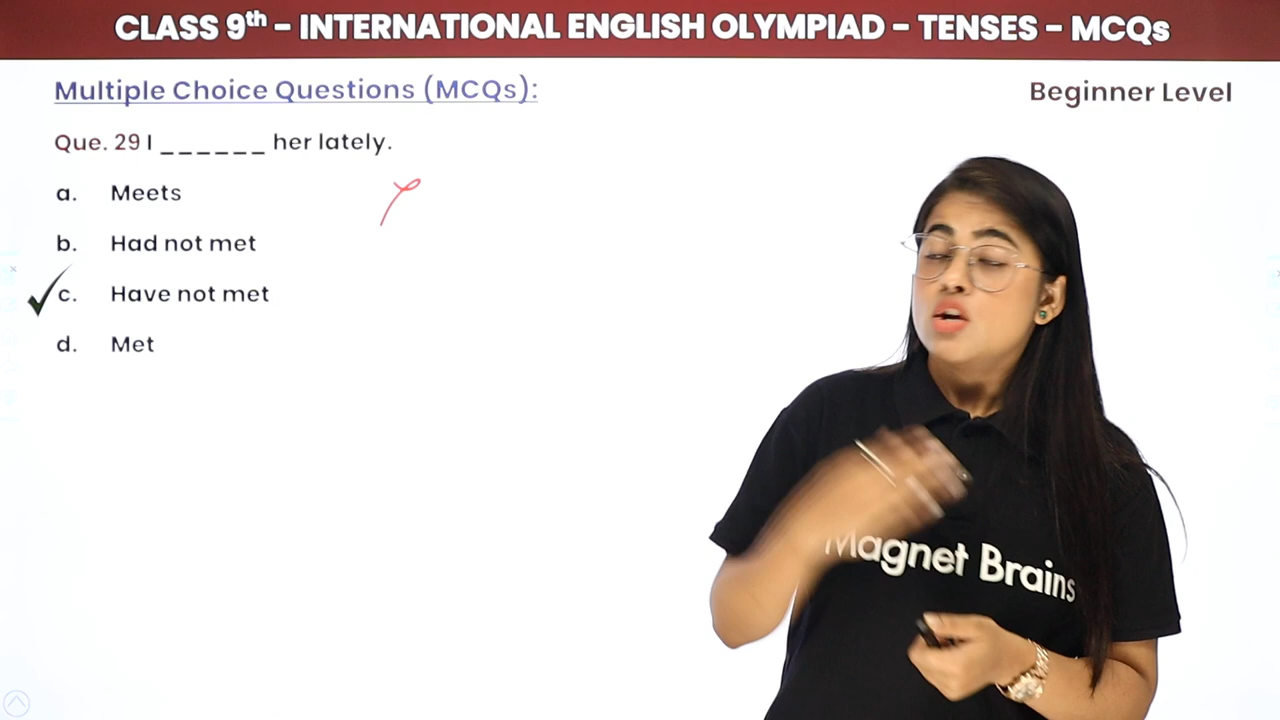 CLASS 9th – INTERNATIONAL ENGLISH OLYMPIAD – TENSES – MCQs
Multiple Choice Questions (MCQs):
Beginner Level
Que. 29 I ______ her lately.
a. Meets
b. Had not met
c. Have not met
d. Met
Magnet Brains